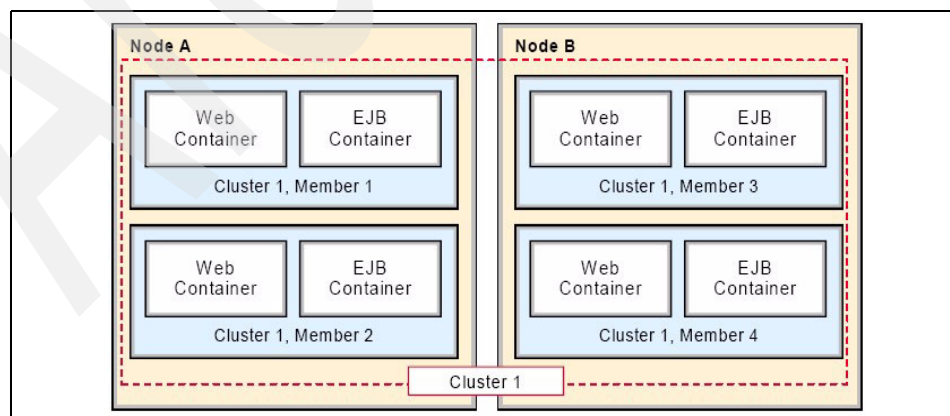 Node A
Node B
Web
Container
EJB
Container
Cluster 1, Member 1
Web
Container
EJB
Container
Cluster 1, Member 3
Web
Container
EJB
Container
Cluster 1, Member 2
Web
Container
EJB
Container
Cluster 1, Member 4
Cluster 1